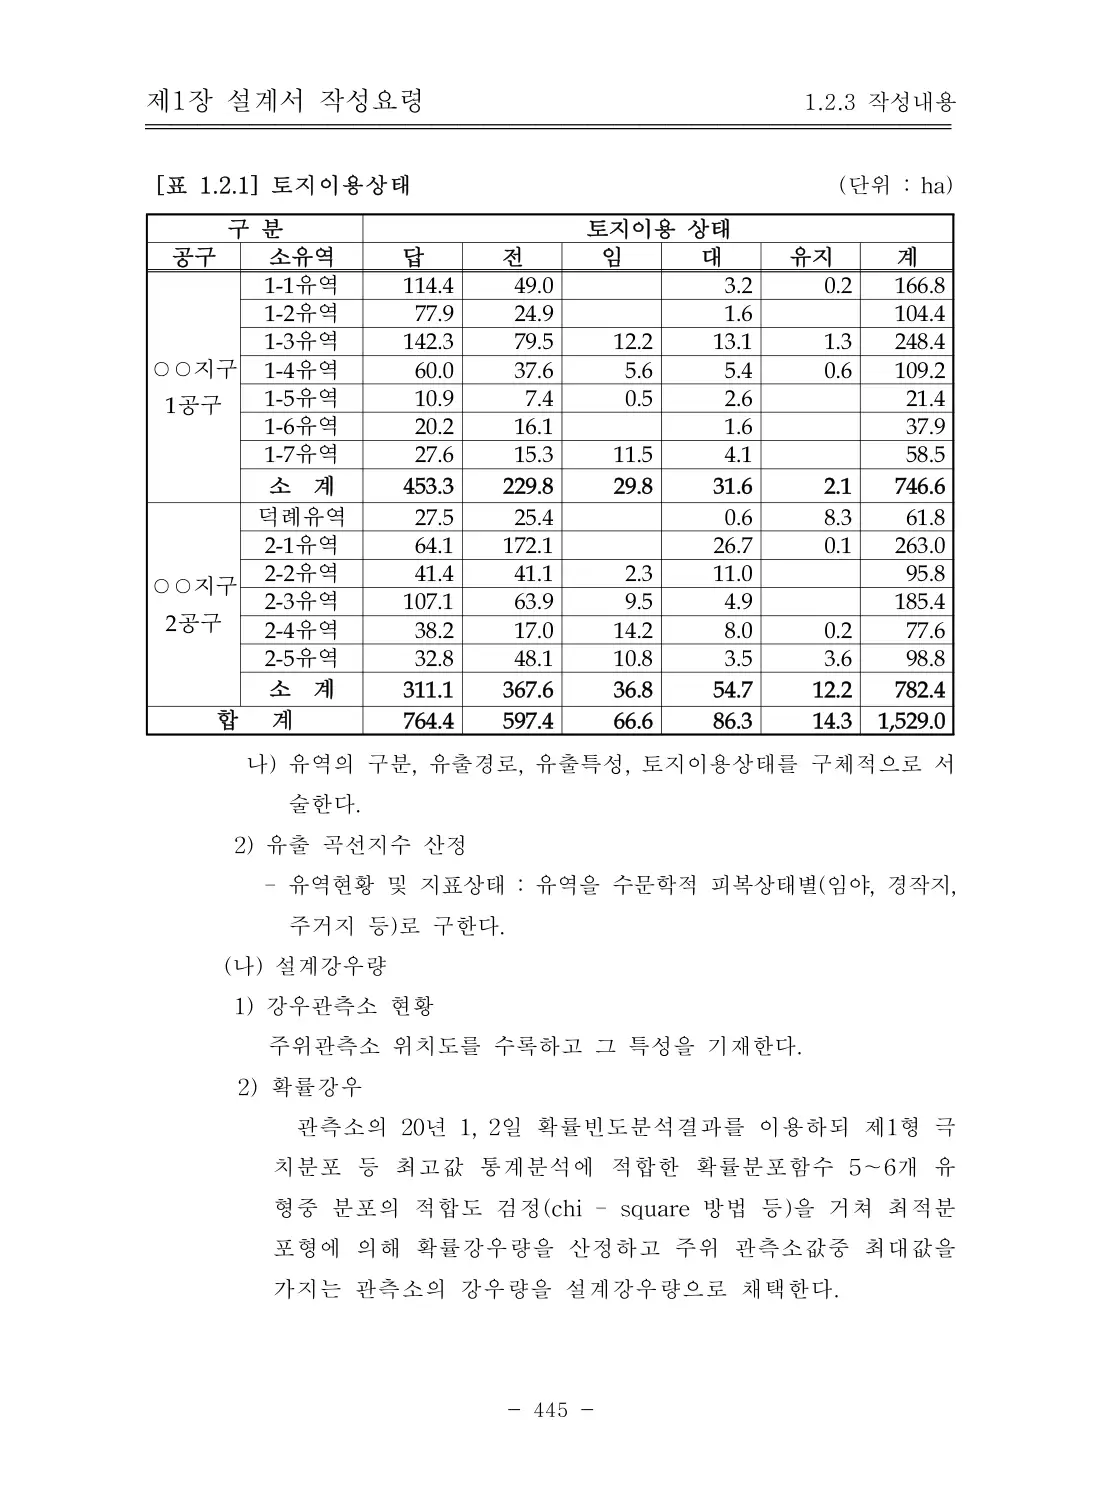 제1장 설계서 작성요령 1.2.3 작성내용
[표 1.2.1] 토지이용상태 (단위 : ha)
구 분 토지이용 상태
공구 소유역 답 전 임 대 유지 계
○○지구 1공구 1-1유역 114.4 49.0 3.2 0.2 166.8
1-2유역 77.9 24.9 1.6 104.4
1-3유역 142.3 79.5 12.2 13.1 1.3 248.4
1-4유역 60.0 37.6 5.6 5.4 0.6 109.2
1-5유역 10.9 7.4 0.5 2.6 21.4
1-6유역 20.2 16.1 1.6 37.9
1-7유역 27.6 15.3 11.5 4.1 58.5
소 계 453.3 229.8 29.8 31.6 2.1 746.6
○○지구 2공구 덕례유역 27.5 25.4 0.6 8.3 61.8
2-1유역 64.1 172.1 26.7 0.1 263.0
2-2유역 41.4 41.1 2.3 11.0 95.8
2-3유역 107.1 63.9 9.5 4.9 185.4
2-4유역 38.2 17.0 14.2 8.0 0.2 77.6
2-5유역 32.8 48.1 10.8 3.5 3.6 98.8
소 계 311.1 367.6 36.8 54.7 12.2 782.4
합 계 764.4 597.4 66.6 86.3 14.3 1,529.0
나) 유역의 구분, 유출경로, 유출특성, 토지이용상태를 구체적으로 서
술한다.
2) 유출 곡선지수 산정
- 유역현황 및 지표상태 : 유역을 수문학적 피복상태별(임야, 경작지,
주거지 등)로 구한다.
(나) 설계강우량
1) 강우관측소 현황
주위관측소 위치도를 수록하고 그 특성을 기재한다.
2) 확률강우
관측소의 20년 1, 2일 확률빈도분석결과를 이용하되 제1형 극
치분포 등 최고값 통계분석에 적합한 확률분포함수 5~6개 유
형중 분포의 적합도 검정(chi - square 방법 등)을 거쳐 최적분
포형에 의해 확률강우량을 산정하고 주위 관측소값중 최대값을
가지는 관측소의 강우량을 설계강우량으로 채택한다.
- 445 -